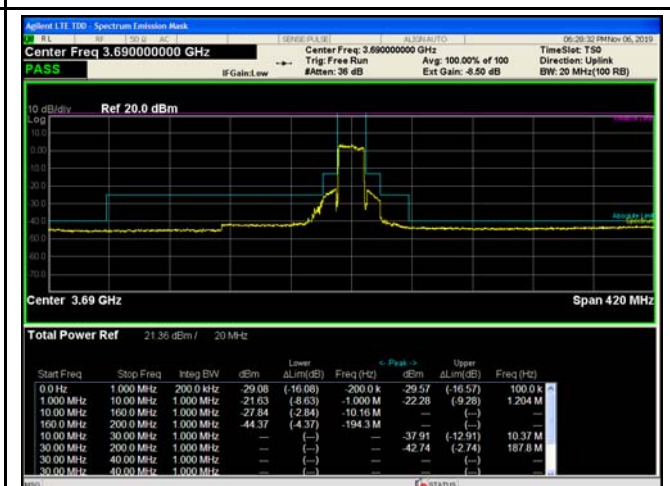 Agilent LTE TDD - Spectrum Emission Mask
RL RF 50 Ω AC SENSE:PULSE ALIGNAUTO 06:28:32 PM Nov 06, 2019
Center Freq 3.690000000 GHz Center Freq: 3.690000000 GHz TimeSlot: TS0
PASS Trig: Free Run Avg: 100.00% of 100 Direction: Uplink
IFGain:Low #Atten: 36 dB Ext Gain: -8.50 dB BW: 20 MHz(100 RB)
10 dB/div Ref 20.0 dBm
Log
10.0
0.00
10.0
20.0
30.0
40.0 Absolute Limit
Spectrum
50.0
60.0
70.0
Center 3.69 GHz Span 420 MHz
Total Power Ref 21.36 dBm / 20 MHz
Lower <- Peak -> Upper
Start Freq Stop Freq Integ BW dBm ΔLim(dB) Freq (Hz) dBm ΔLim(dB) Freq (Hz)
0.0 Hz 1.000 MHz 200.0 kHz -29.08 (-16.08) -200.0 k -29.57 (-16.57) 100.0 k
1.000 MHz 10.00 MHz 1.000 MHz -21.63 (-8.63) -1.000 M -22.28 (-9.28) 1.204 M
10.00 MHz 160.0 MHz 1.000 MHz -27.84 (-2.84) -10.16 M --- (---) ---
160.0 MHz 200.0 MHz 1.000 MHz -44.37 (-4.37) -194.3 M --- (---) ---
10.00 MHz 30.00 MHz 1.000 MHz --- (---) --- -37.91 (-12.91) 10.37 M
30.00 MHz 200.0 MHz 1.000 MHz --- (---) --- -42.74 (-2.74) 187.8 M
30.00 MHz 40.00 MHz 1.000 MHz --- (---) --- --- (---) ---
30.00 MHz 40.00 MHz 1.000 MHz --- (---) --- --- (---) ---
MSG STATUS